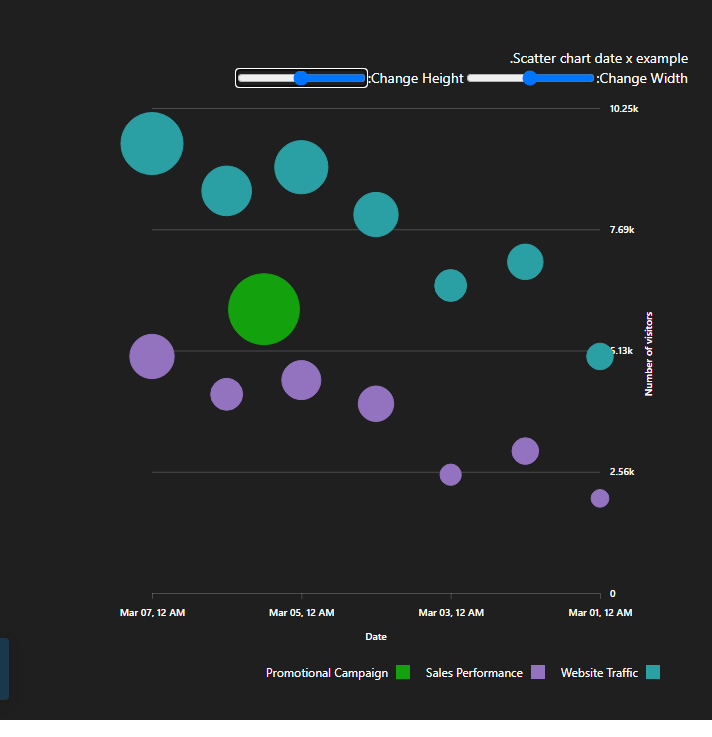 .Scatter chart date x example
:Change Height :Change Width
10.25k
7.69k
5.13k
2.56k
0
Number of visitors
Mar 07, 12 AM Mar 05, 12 AM Mar 03, 12 AM Mar 01, 12 AM
Date
Promotional Campaign Sales Performance Website Traffic